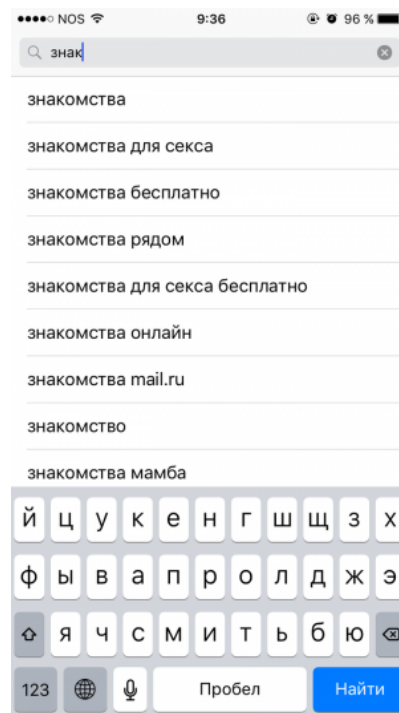 NOS 9:36 96 %
знак
знакомства
знакомства для секса
знакомства бесплатно
знакомства рядом
знакомства для секса бесплатно
знакомства онлайн
знакомства mail.ru
знакомство
знакомства мамба
й ц у к е н г ш щ з х
ф ы в а п р о л д ж э
я ч с м и т ь б ю
123 Пробел Найти